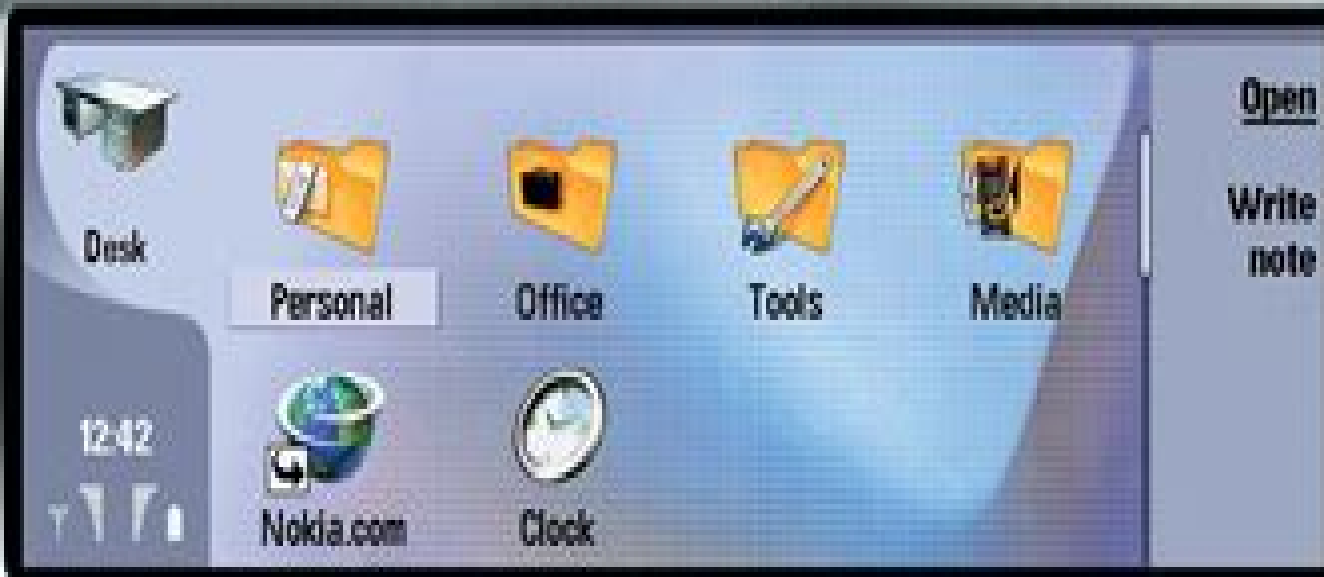 Desk
Open
Write
note
Personal
Office
Tools
Media
12:42
Nokia.com
Clock